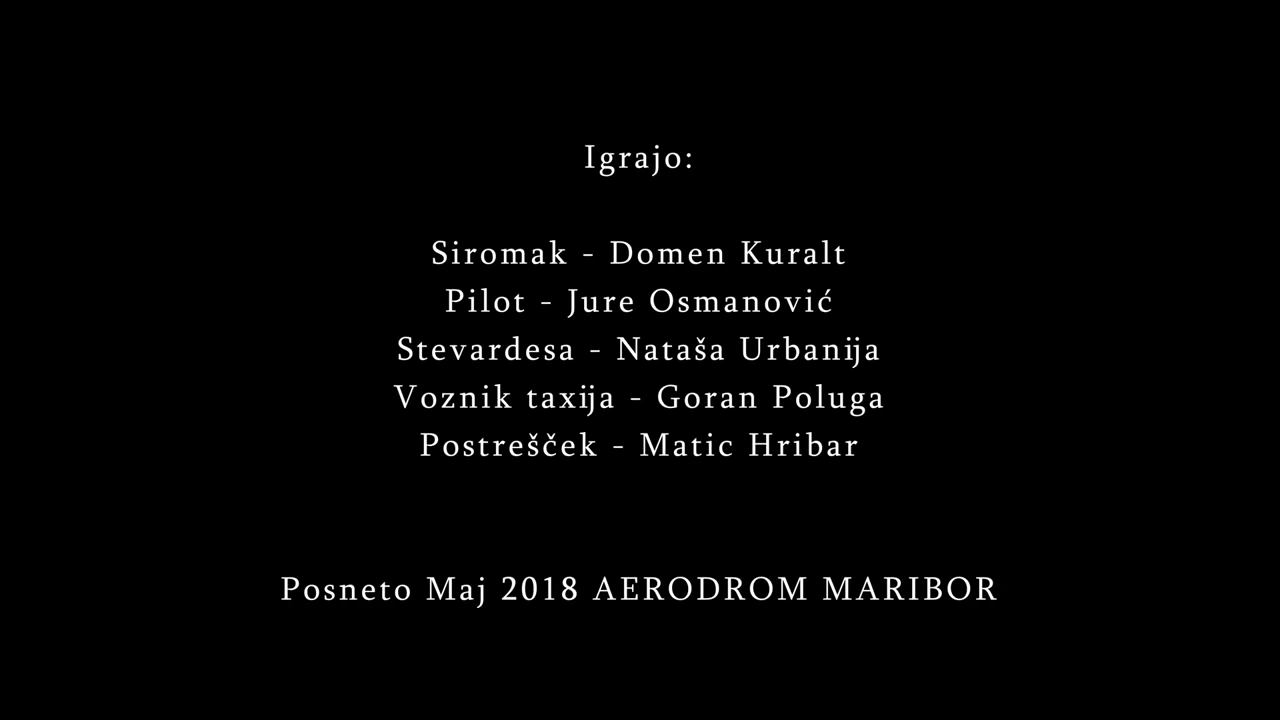 Igrajo:
Siromak - Domen Kuralt
Pilot - Jure Osmanović
Stevardesa - Nataša Urbanija
Voznik taxija - Goran Poluga
Postrešček - Matic Hribar
Posneto Maj 2018 AERODROM MARIBOR